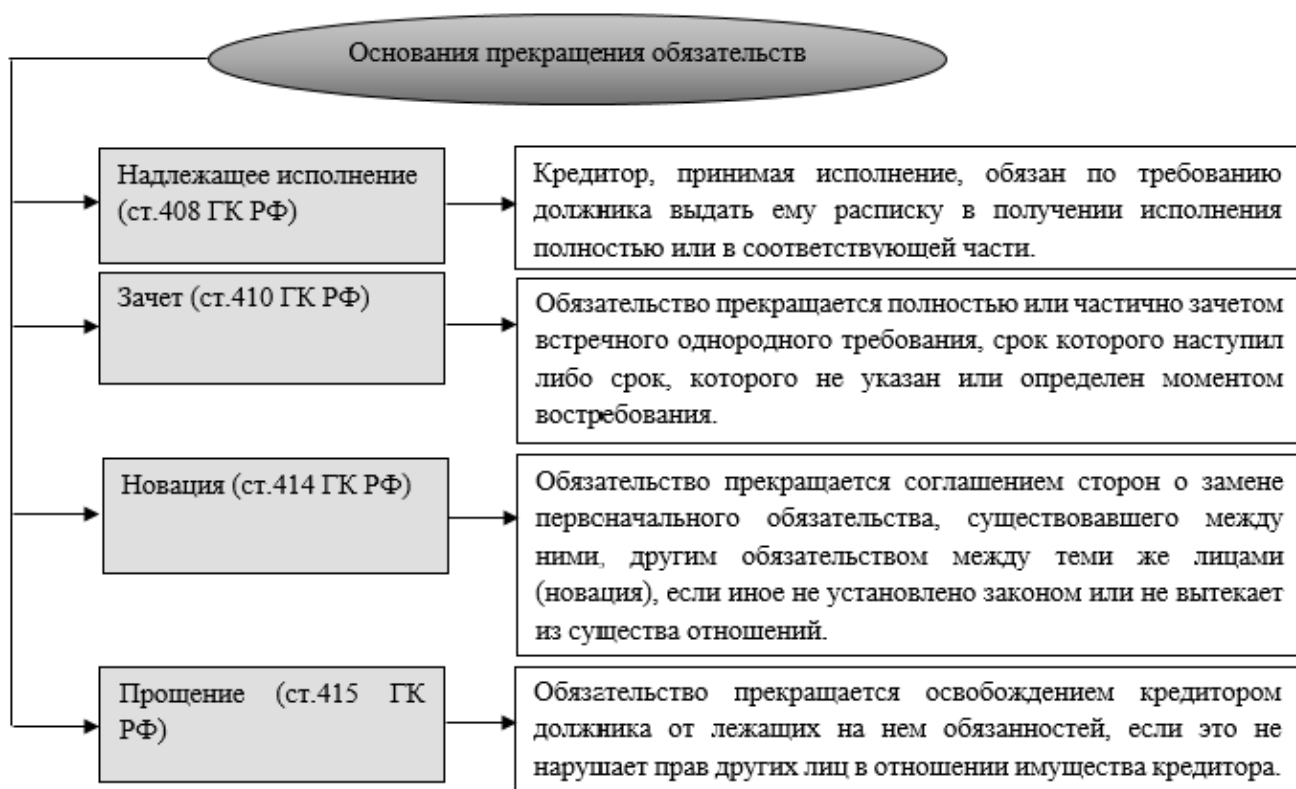 Основания прекращения обязательств
Надлежащее исполнение
(ст.408 ГК РФ)
Кредитор, принимая исполнение, обязан по требованию
должника выдать ему расписку в получении исполнения
полностью или в соответствующей части.
Зачет (ст.410 ГК РФ)
Обязательство прекращается полностью или частично зачетом
встречного однородного требования, срок которого наступил
либо срок, которого не указан или определен моментом
востребования.
Новация (ст.414 ГК РФ)
Обязательство прекращается соглашением сторон о замене
первоначального обязательства, существовавшего между
ними, другим обязательством между теми же лицами
(новация), если иное не установлено законом или не вытекает
из существа отношений.
Прощение (ст.415 ГК
РФ)
Обязательство прекращается освобождением кредитором
должника от лежащих на нем обязанностей, если это не
нарушает прав других лиц в отношении имущества кредитора.